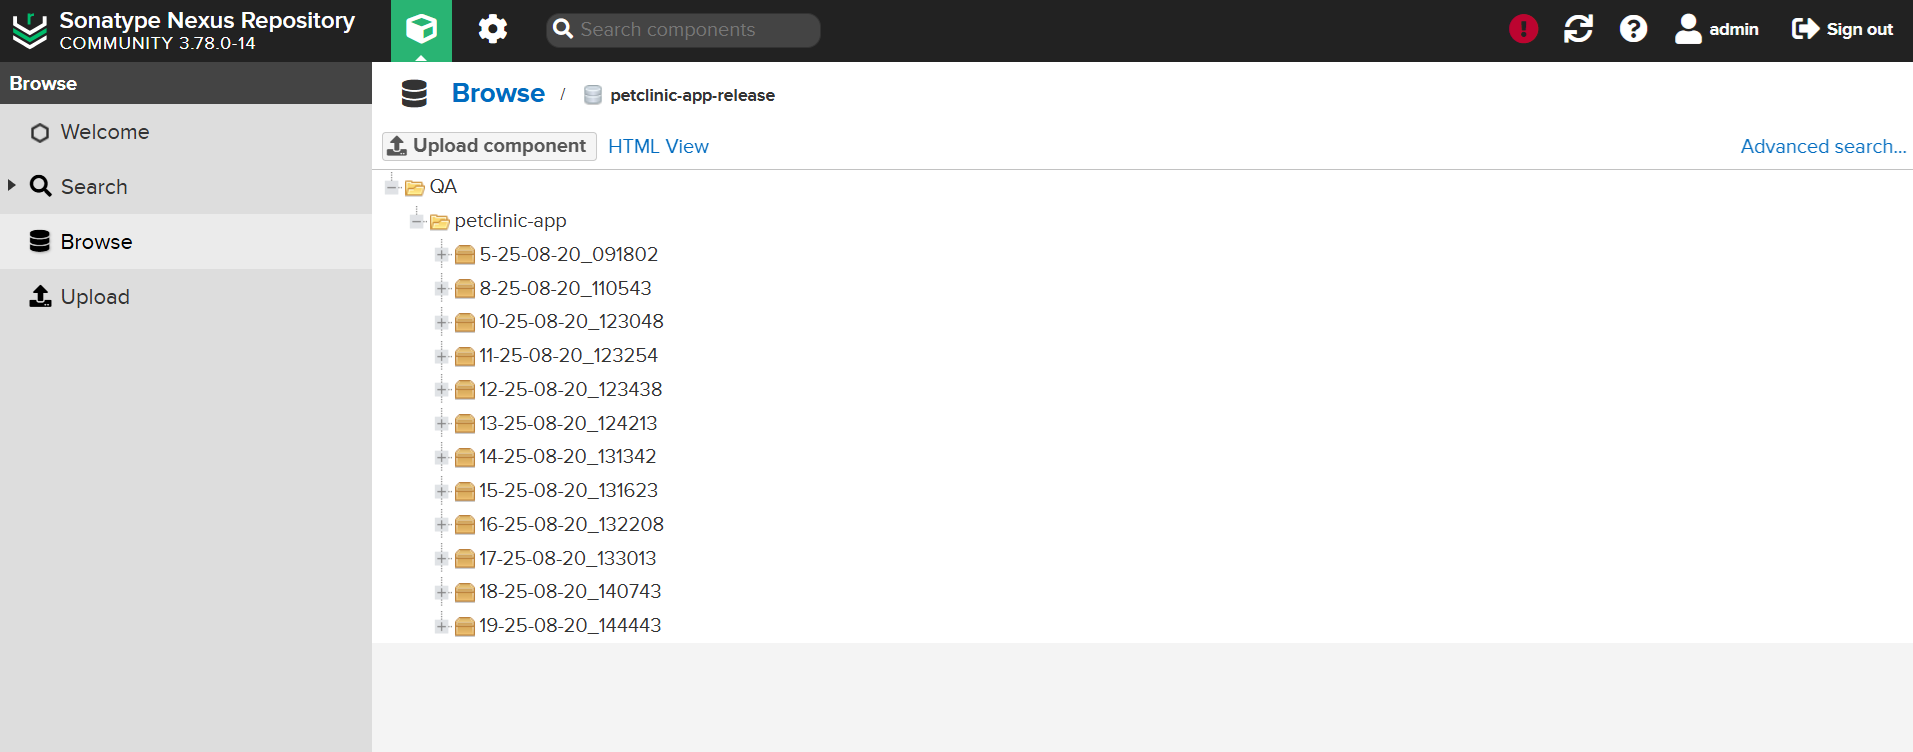 Sonatype Nexus Repository
COMMUNITY 3.78.0-14
Search components
admin
Sign out
Browse
Welcome
Search
Browse
Upload
Browse / petclinic-app-release
Upload component
HTML View
Advanced search...
QA
petclinic-app
5-25-08-20_091802
8-25-08-20_110543
10-25-08-20_123048
11-25-08-20_123254
12-25-08-20_123438
13-25-08-20_124213
14-25-08-20_131342
15-25-08-20_131623
16-25-08-20_132208
17-25-08-20_133013
18-25-08-20_140743
19-25-08-20_144443